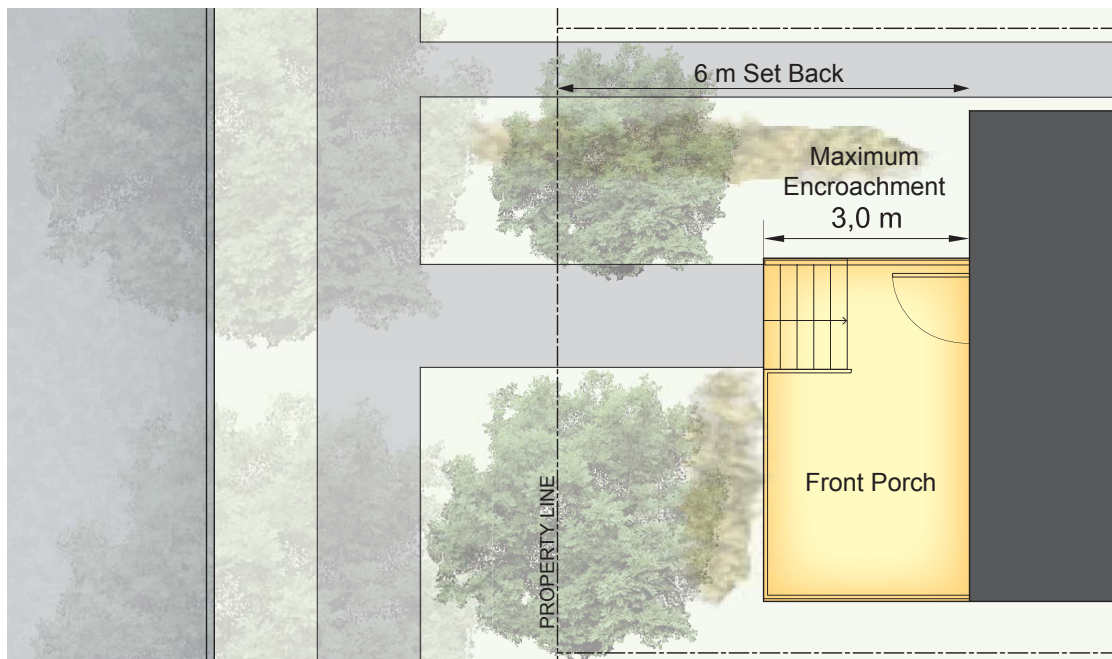 6 m Set Back
Maximum
Encroachment
3,0 m
Front Porch
PROPERTY LINE